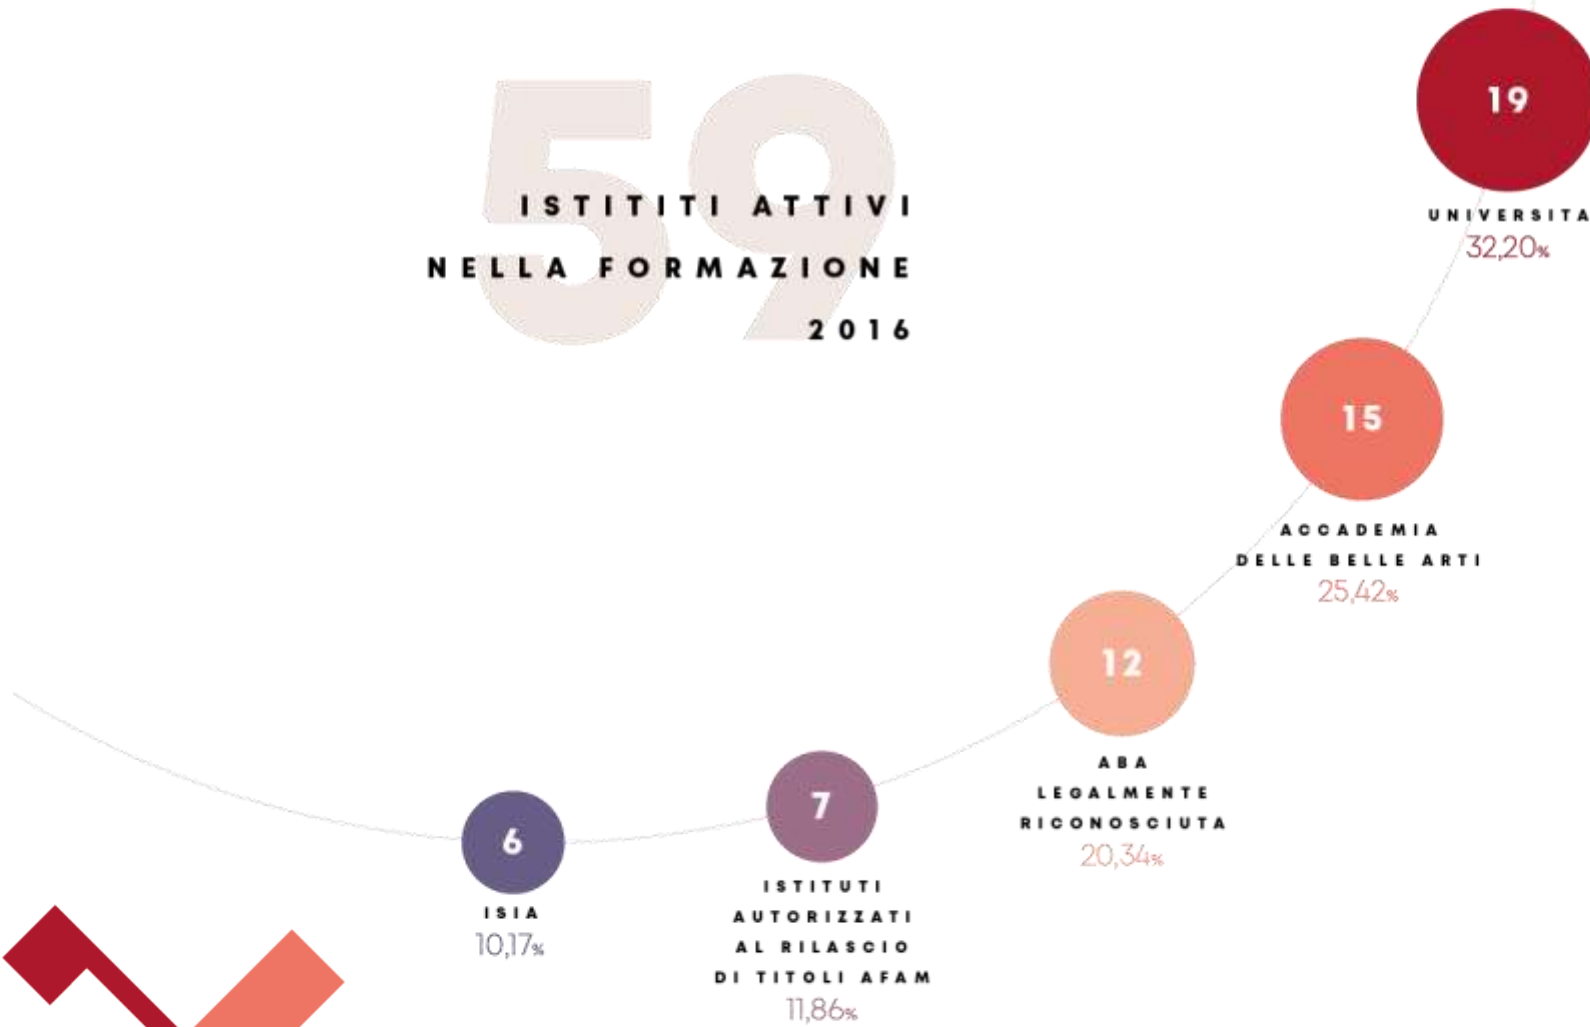 59
ISTITITI ATTIVI
NELLA FORMAZIONE
2016
19
UNIVERSITA
32,20%
15
ACCADEMIA
DELLE BELLE ARTI
25,42%
12
ABA
LEGALMENTE
RICONOSCIUTA
20,34%
7
ISTITUTI
AUTORIZZATI
AL RILASCIO
DI TITOLI AFAM
11,86%
6
ISIA
10,17%